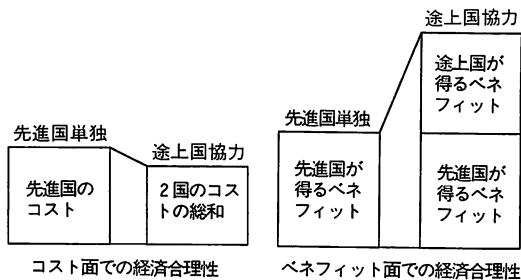 先進国単独
先進国の
コスト
途上国協力
2国のコス
トの総和
コスト面での経済合理性
先進国単独
先進国が
得るベネ
フィット
途上国協力
途上国が
得るベネ
フィット
先進国が
得るベネ
フィット
ベネフィット面での経済合理性